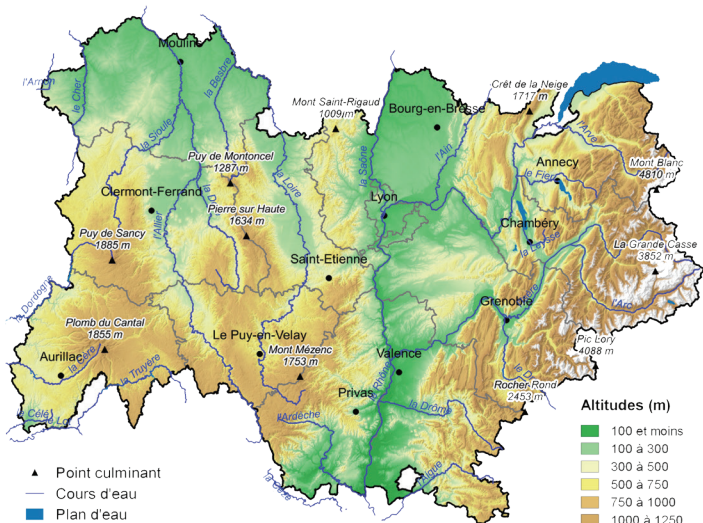 Moulins
l'Arnon
le Cher
la Besbre
la Sioule
Mont Saint-Rigaud
1009 m
Crêt de la Neige
1717 m
Bourg-en-Bresse
l'Ain
la Saône
l'Arve
Mont Blanc
4810 m
Annecy
le Fier
Puy de Montoncel
1287 m
la Loire
Clermont-Ferrand
l'Allier
Pierre sur Haute
1634 m
Lyon
Chambéry
la Leysse
Puy de Sancy
1885 m
La Grande Casse
3852 m
Saint-Etienne
la Dordogne
l'Arc
Grenoble
Plomb du Cantal
1855 m
Le Puy-en-Velay
Mont Mézenc
1753 m
Pic Lory
4088 m
Aurillac
la Cère
la Truyère
Valence
Rocher Rond
2453 m
Privas
le Rhône
la Drôme
l'Ardèche
le Célé
Altitudes (m)
100 et moins
100 à 300
300 à 500
500 à 750
750 à 1000
1000 à 1250
Point culminant
Cours d'eau
Plan d'eau